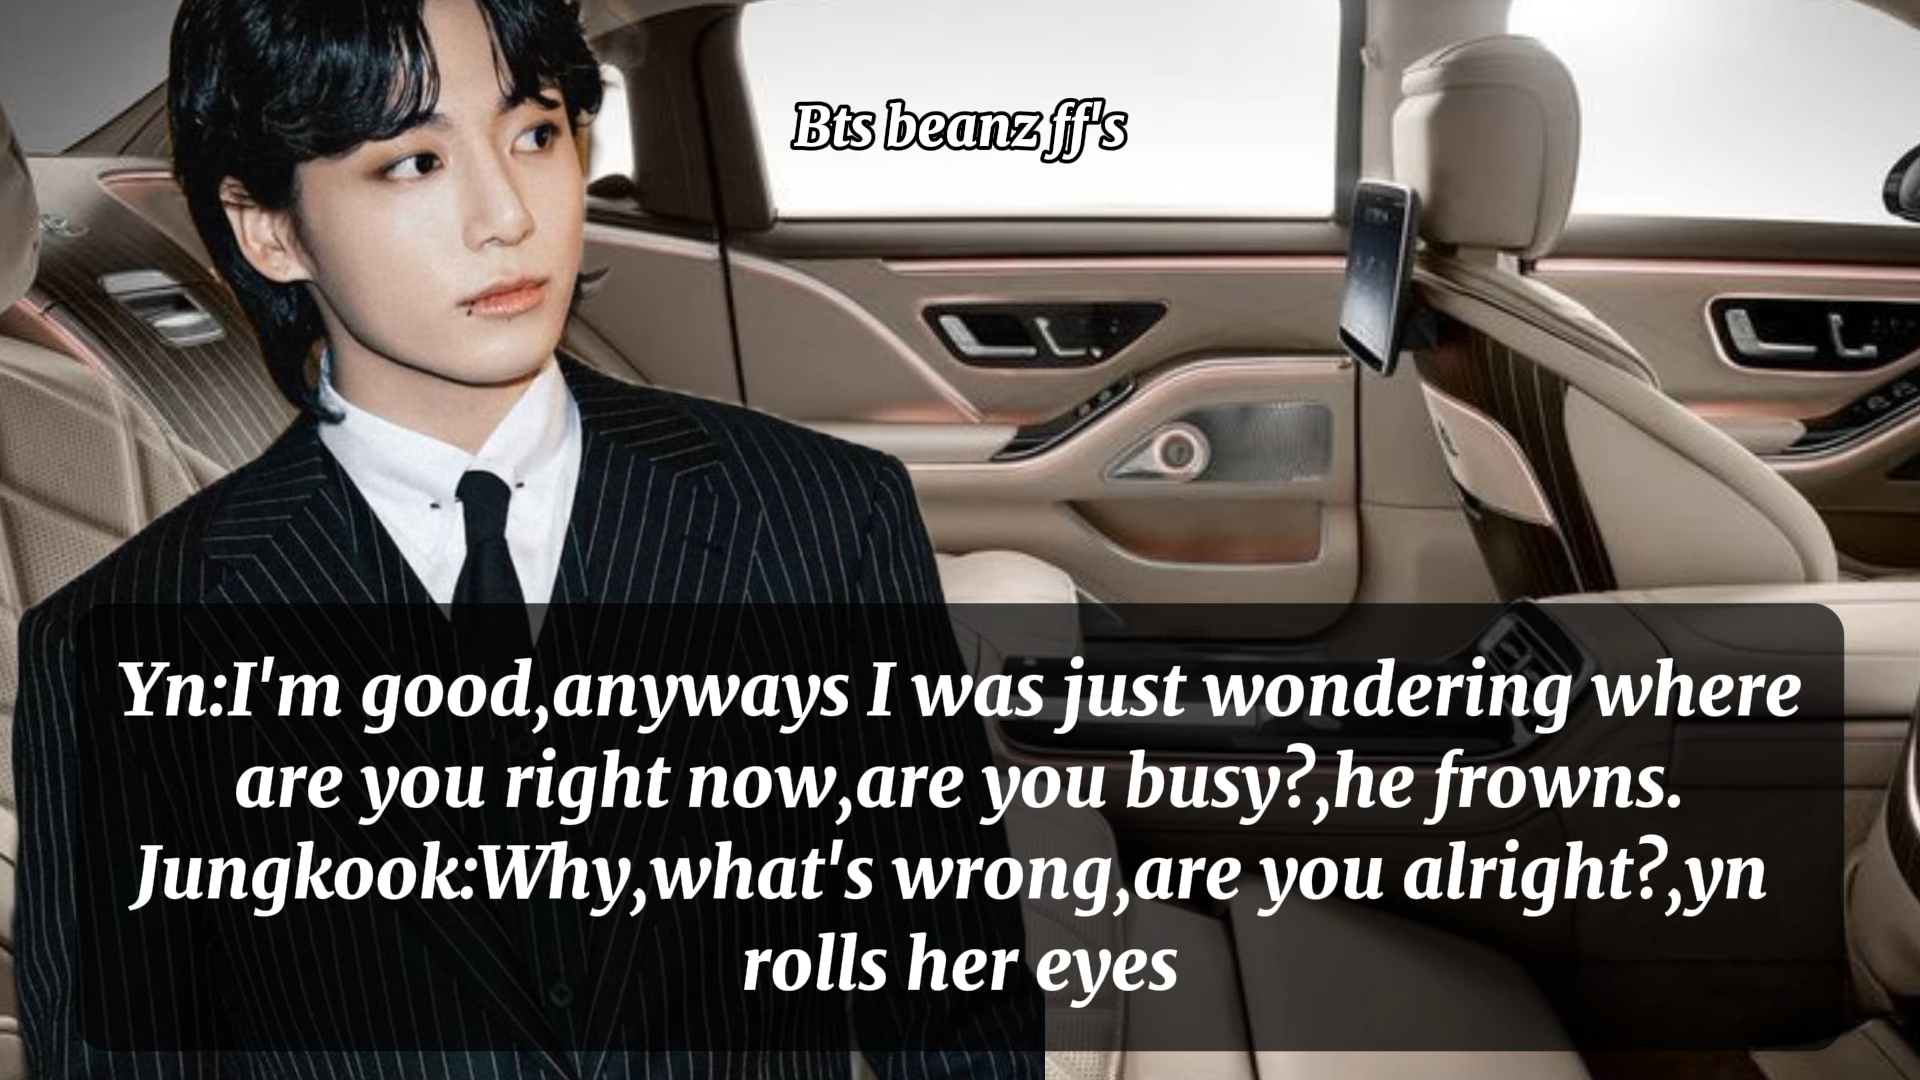 Bts beanz ff's
Yn:I'm good,anyways I was just wondering where
are you right now,are you busy?,he frowns.
Jungkook:Why,what's wrong,are you alright?,yn
rolls her eyes